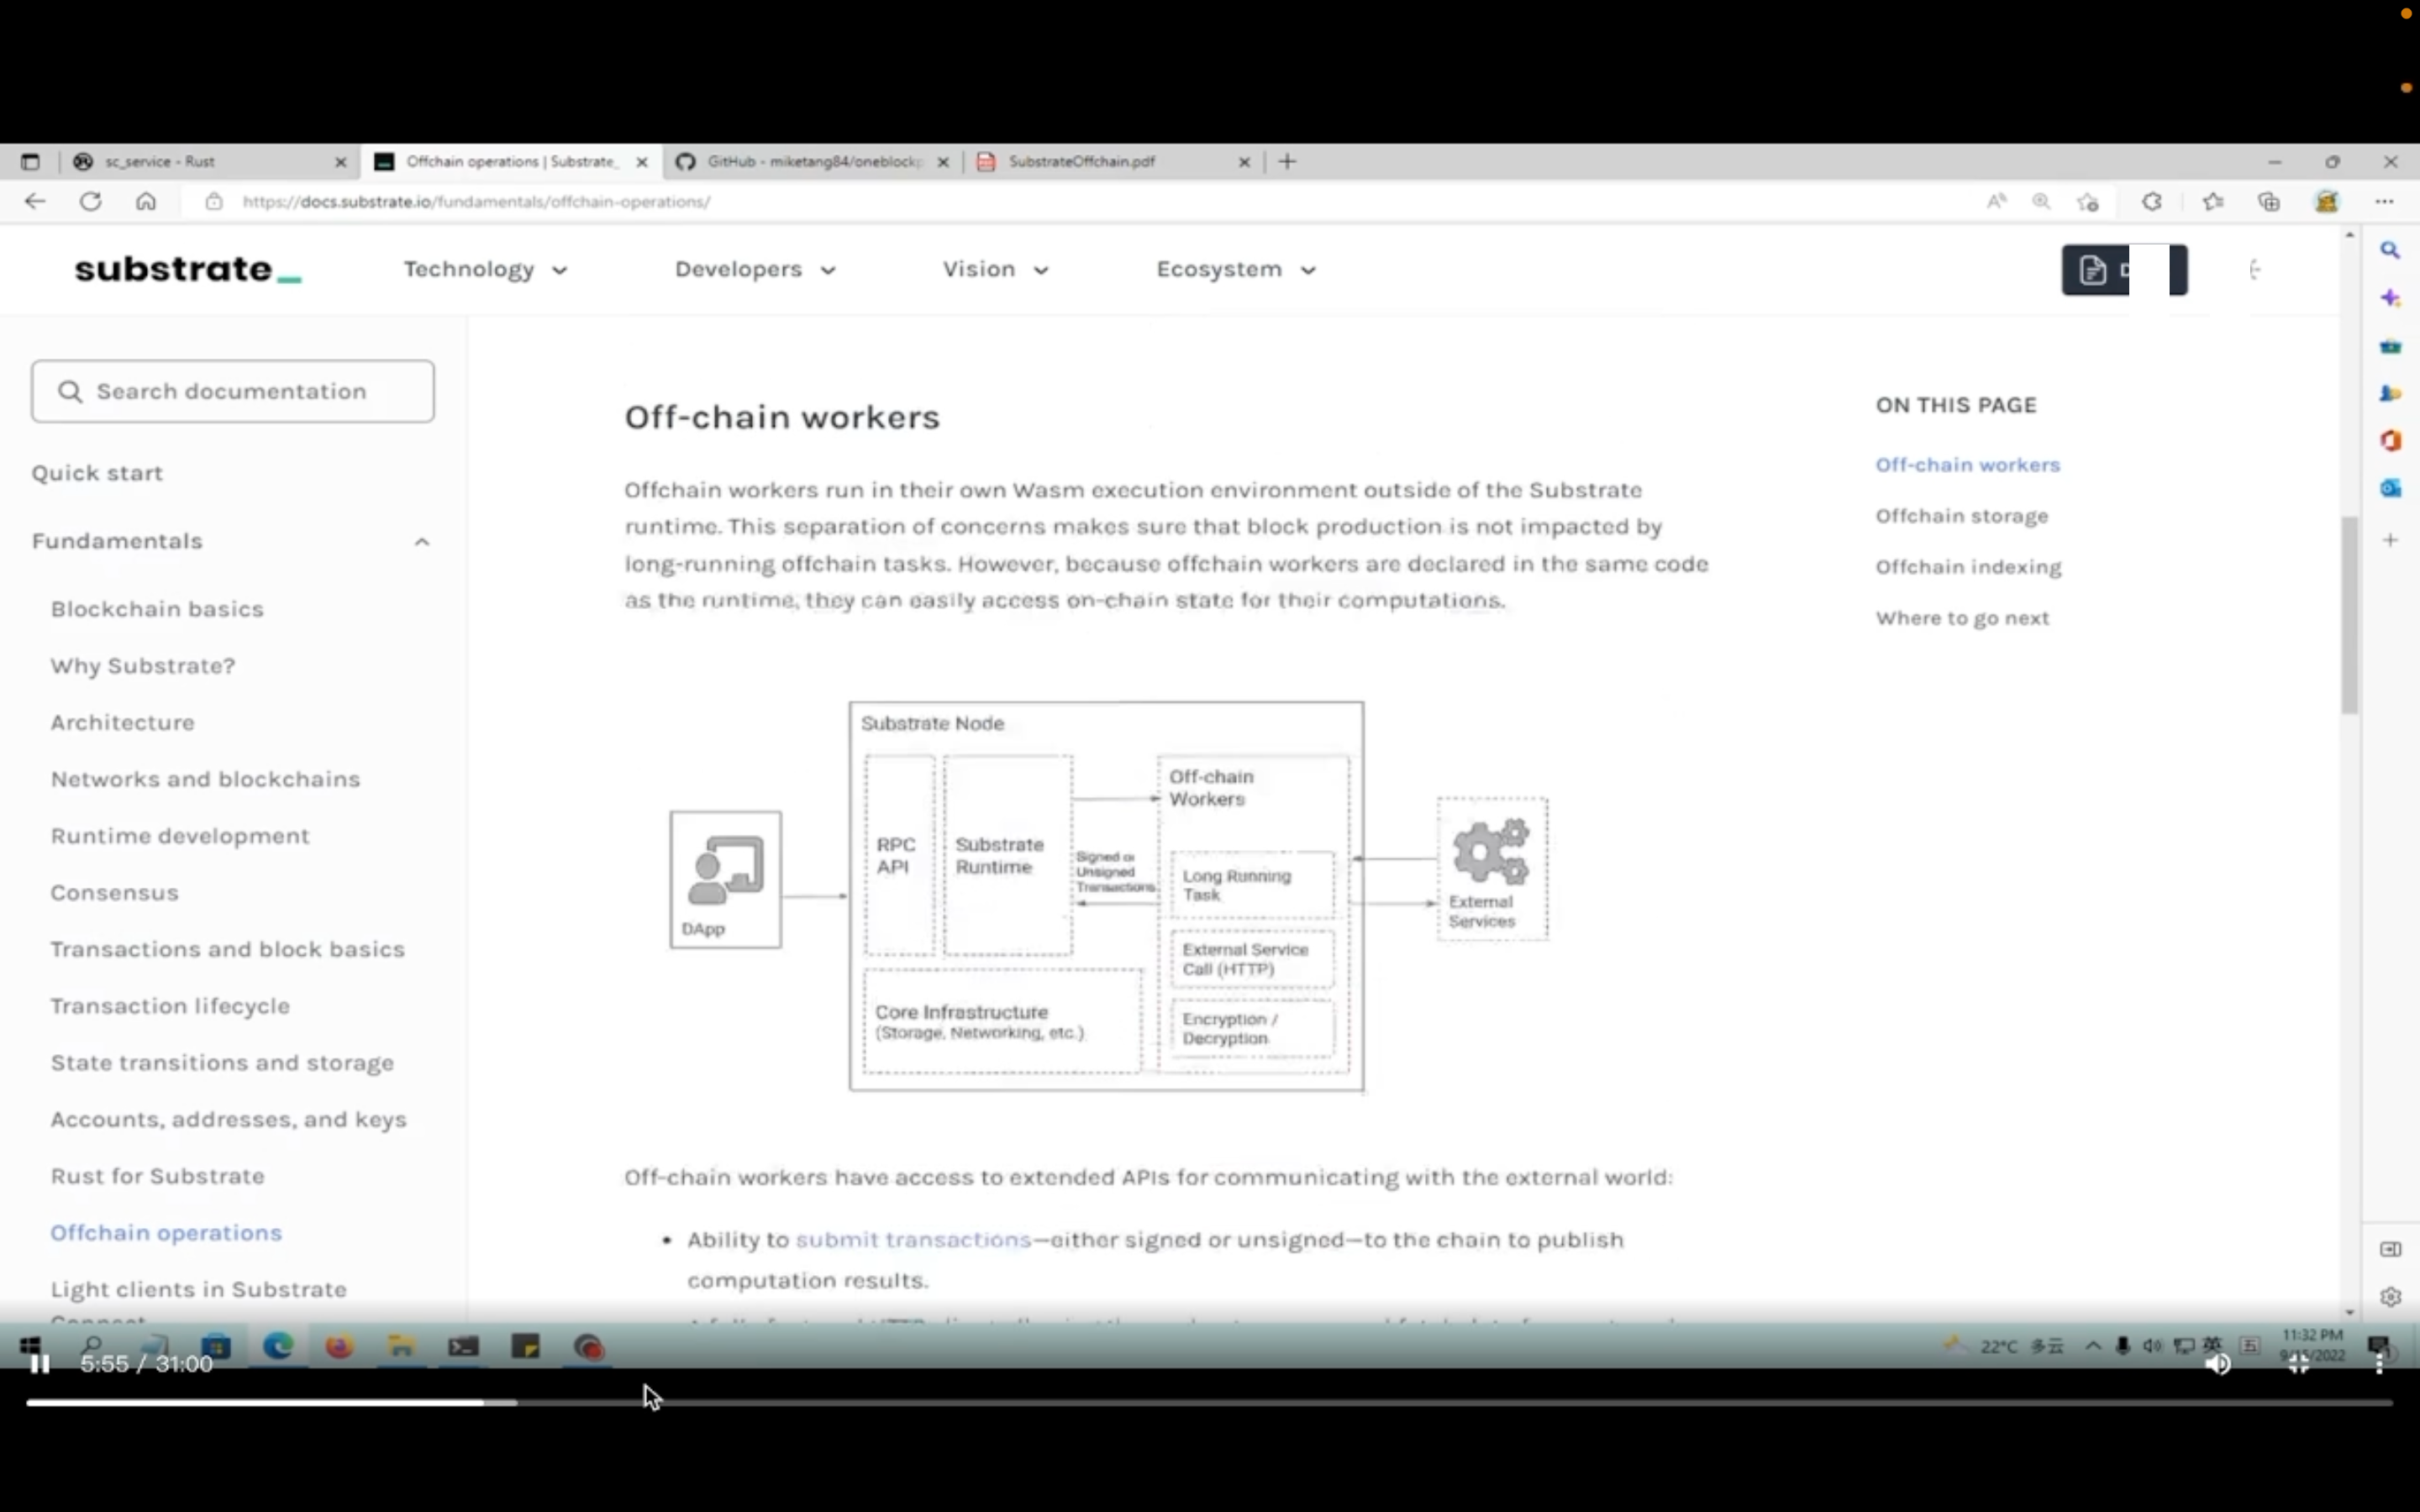 sc_service - Rust
Offchain operations | Substrate_
GitHub - miketang84/oneblockp
SubstrateOffchain.pdf
https://docs.substrate.io/fundamentals/offchain-operations/
substrate_
Technology
Developers
Vision
Ecosystem
Search documentation
Quick start
Fundamentals
Blockchain basics
Why Substrate?
Architecture
Networks and blockchains
Runtime development
Consensus
Transactions and block basics
Transaction lifecycle
State transitions and storage
Accounts, addresses, and keys
Rust for Substrate
Offchain operations
Light clients in Substrate
Off-chain workers
Offchain workers run in their own Wasm execution environment outside of the Substrate
runtime. This separation of concerns makes sure that block production is not impacted by
long-running offchain tasks. However, because offchain workers are declared in the same code
as the runtime, they can easily access on-chain state for their computations.
DApp
Substrate Node
RPC
API
Substrate
Runtime
Signed or
Unsigned
Transactions
Off-chain
Workers
Long Running
Task
External Service
Call (HTTP)
Encryption /
Decryption
Core Infrastructure
(Storage, Networking, etc.)
External
Services
Off-chain workers have access to extended APIs for communicating with the external world:
• Ability to submit transactions—either signed or unsigned—to the chain to publish
computation results.
ON THIS PAGE
Off-chain workers
Offchain storage
Offchain indexing
Where to go next
22°C 多云
英
五
11:32 PM
9/15/2022
5:55 / 31:00